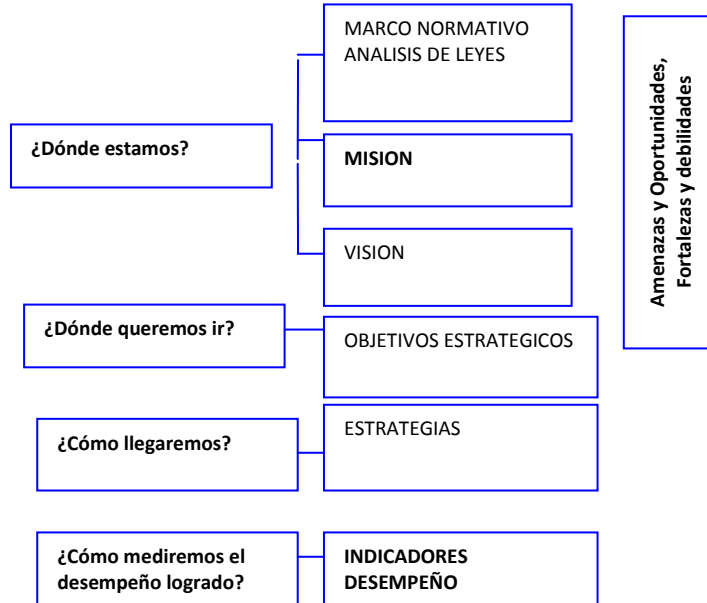 MARCO NORMATIVO
ANALISIS DE LEYES
¿Dónde estamos?
MISION
VISION
Amenazas y Oportunidades,
Fortalezas y debilidades
¿Dónde queremos ir?
OBJETIVOS ESTRATEGICOS
¿Cómo llegaremos?
ESTRATEGIAS
¿Cómo mediremos el
desempeño logrado?
INDICADORES
DESEMPEÑO